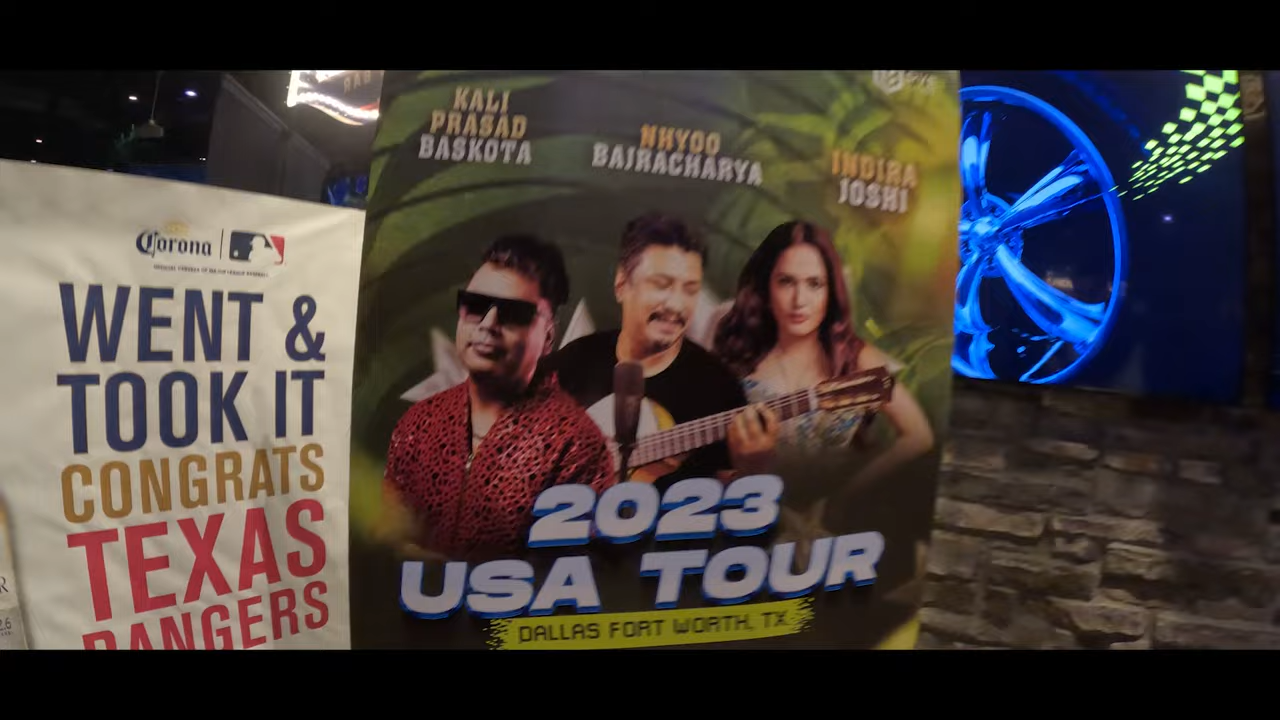 Corona
WENT &
TOOK IT
CONGRATS
TEXAS
RANGERS
KALI
PRASAD
BASKOTA
NHYOO
BAJRACHARYA
INDIRA
JOSHI
2023
USA TOUR
DALLAS FORT WORTH, TX